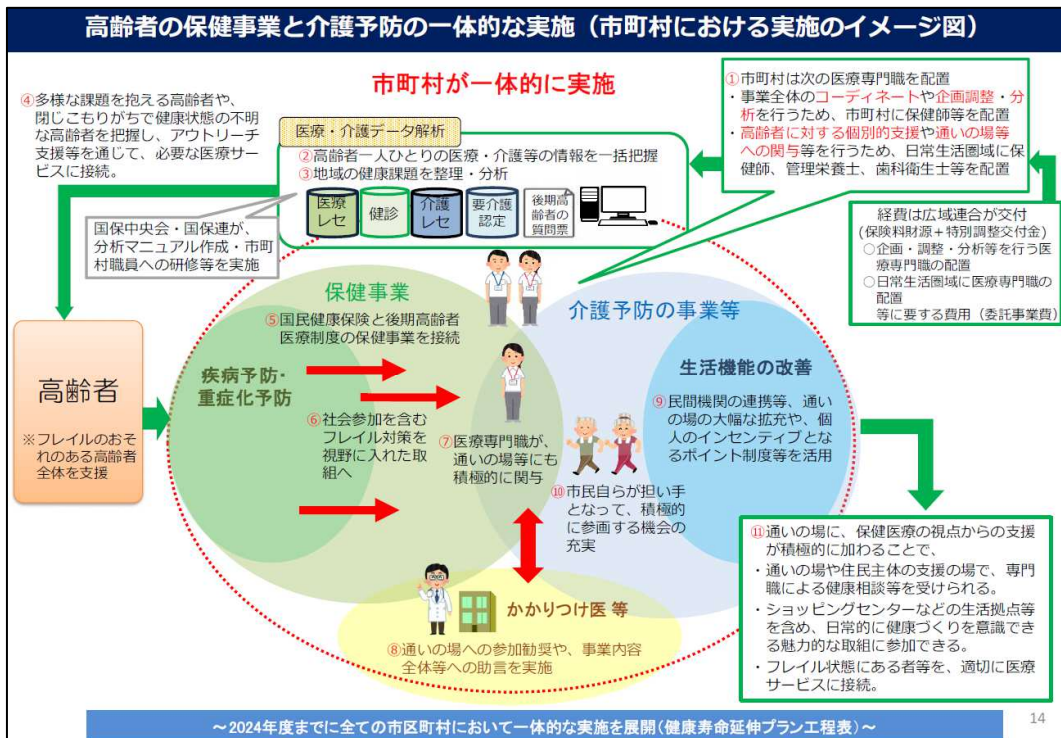 高齢者の保健事業と介護予防の一体的な実施（市町村における実施のイメージ図）
市町村が一体的に実施
④多様な課題を抱える高齢者や、
閉じこもりがちで健康状態の不明
な高齢者を把握し、アウトリーチ
支援等を通じて、必要な医療サー
ビスに接続。
医療・介護データ解析
②高齢者一人ひとりの医療・介護等の情報を一括把握
③地域の健康課題を整理・分析
医療
レセ
健診
介護
レセ
要介護
認定
後期高
齢者の
質問票
①市町村は次の医療専門職を配置
・事業全体のコーディネートや企画調整・分
析を行うため、市町村に保健師等を配置
・高齢者に対する個別的支援や通いの場等
への関与等を行うため、日常生活圏域に保
健師、管理栄養士、歯科衛生士等を配置
国保中央会・国保連が、
分析マニュアル作成・市町
村職員への研修等を実施
経費は広域連合が交付
(保険料財源＋特別調整交付金)
○企画・調整・分析等を行う医
療専門職の配置
○日常生活圏域に医療専門職の
配置
等に要する費用（委託事業費）
高齢者
※フレイルのおそ
れのある高齢者
全体を支援
保健事業
⑤国民健康保険と後期高齢者
医療制度の保健事業を接続
疾病予防・
重症化予防
⑥社会参加を含む
フレイル対策を
視野に入れた取
組へ
⑦医療専門職が、
通いの場等にも
積極的に関与
介護予防の事業等
生活機能の改善
⑨民間機関の連携等、通い
の場の大幅な拡充や、個
人のインセンティブとな
るポイント制度等を活用
⑩市民自らが担い手
となって、積極的
に参画する機会の
充実
かかりつけ医 等
⑧通いの場への参加勧奨や、事業内容
全体等への助言を実施
⑪通いの場に、保健医療の視点からの支援
が積極的に加わることで、
・通いの場や住民主体の支援の場で、専門
職による健康相談等を受けられる。
・ショッピングセンターなどの生活拠点等
を含め、日常的に健康づくりを意識できる
魅力的な取組に参加できる。
・フレイル状態にある者等を、適切に医療
サービスに接続。
～2024年度までに全ての市区町村において一体的な実施を展開(健康寿命延伸プラン工程表)～
14